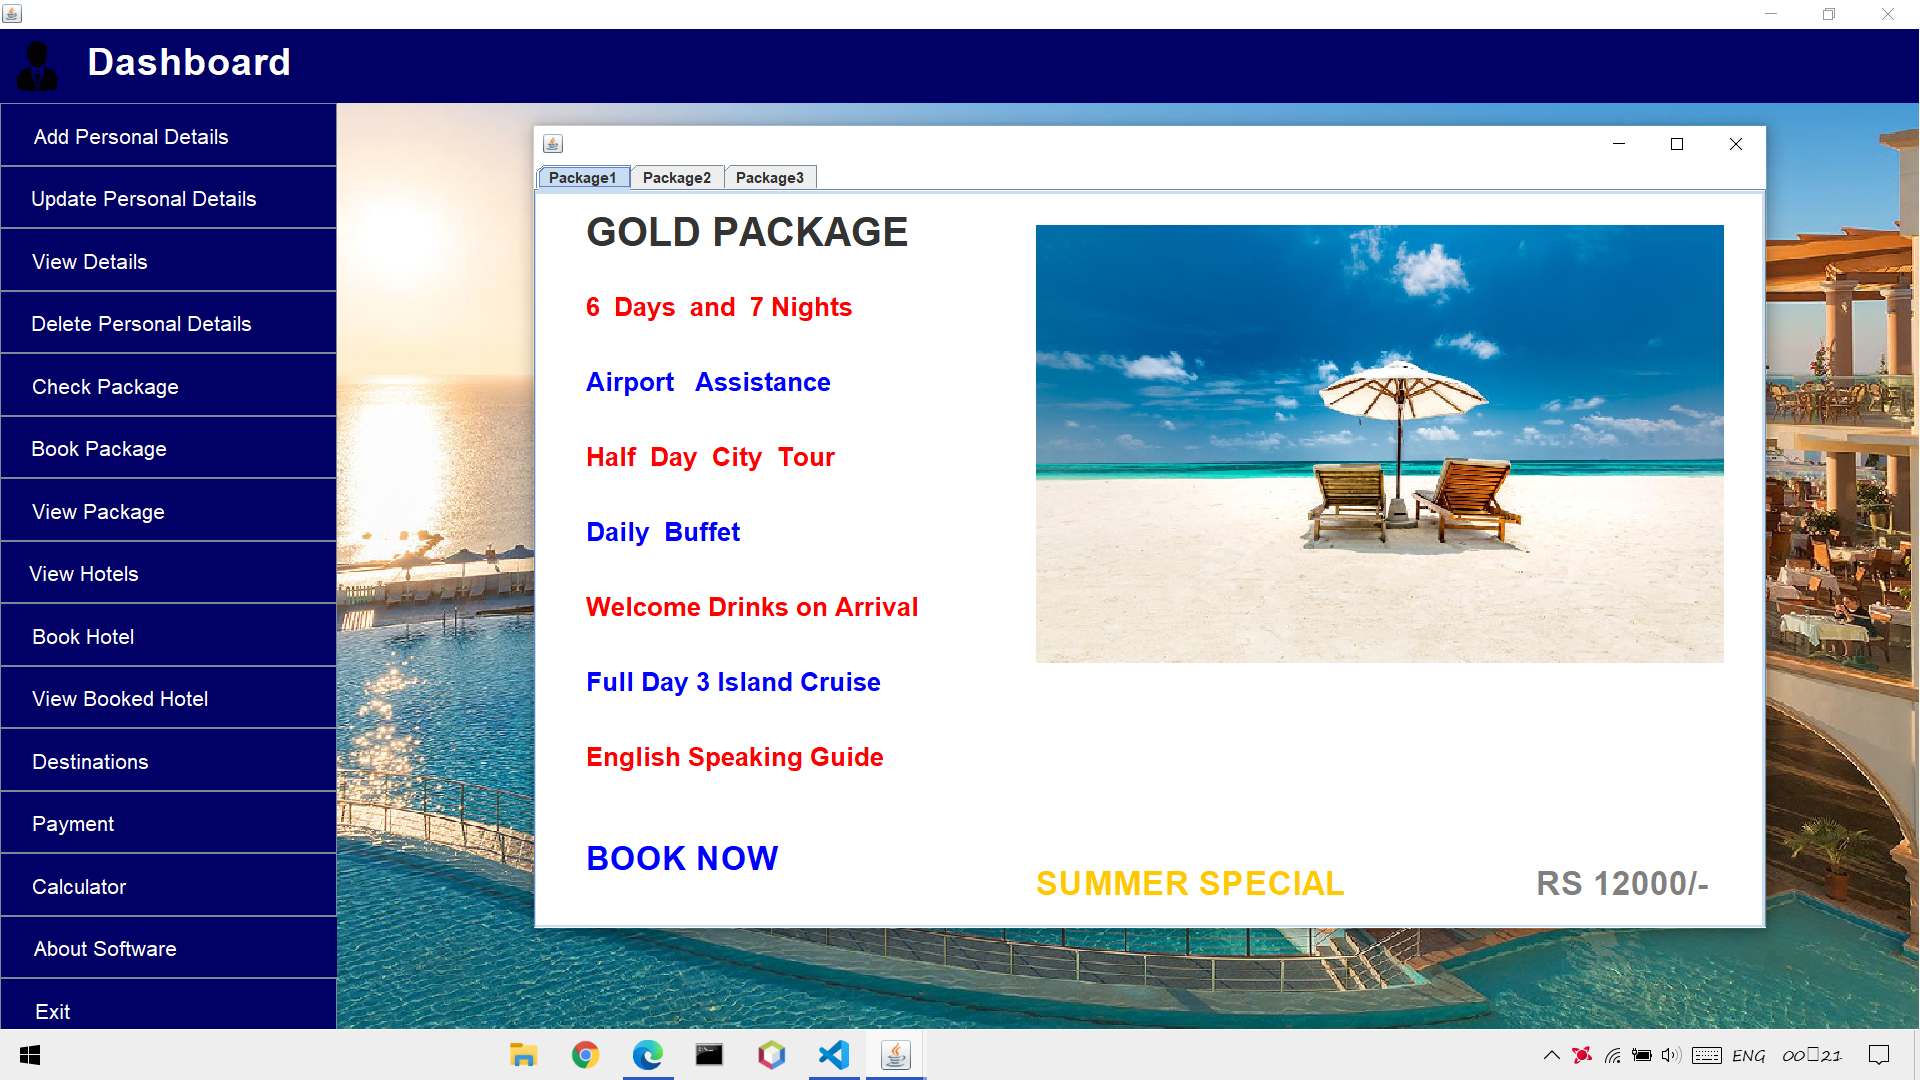 Dashboard
Add Personal Details
Update Personal Details
View Details
Delete Personal Details
Check Package
Book Package
View Package
View Hotels
Book Hotel
View Booked Hotel
Destinations
Payment
Calculator
About Software
Exit
Package1 Package2 Package3
GOLD PACKAGE
6 Days and 7 Nights
Airport Assistance
Half Day City Tour
Daily Buffet
Welcome Drinks on Arrival
Full Day 3 Island Cruise
English Speaking Guide
BOOK NOW
SUMMER SPECIAL
RS 12000/-
ENG 00▯21